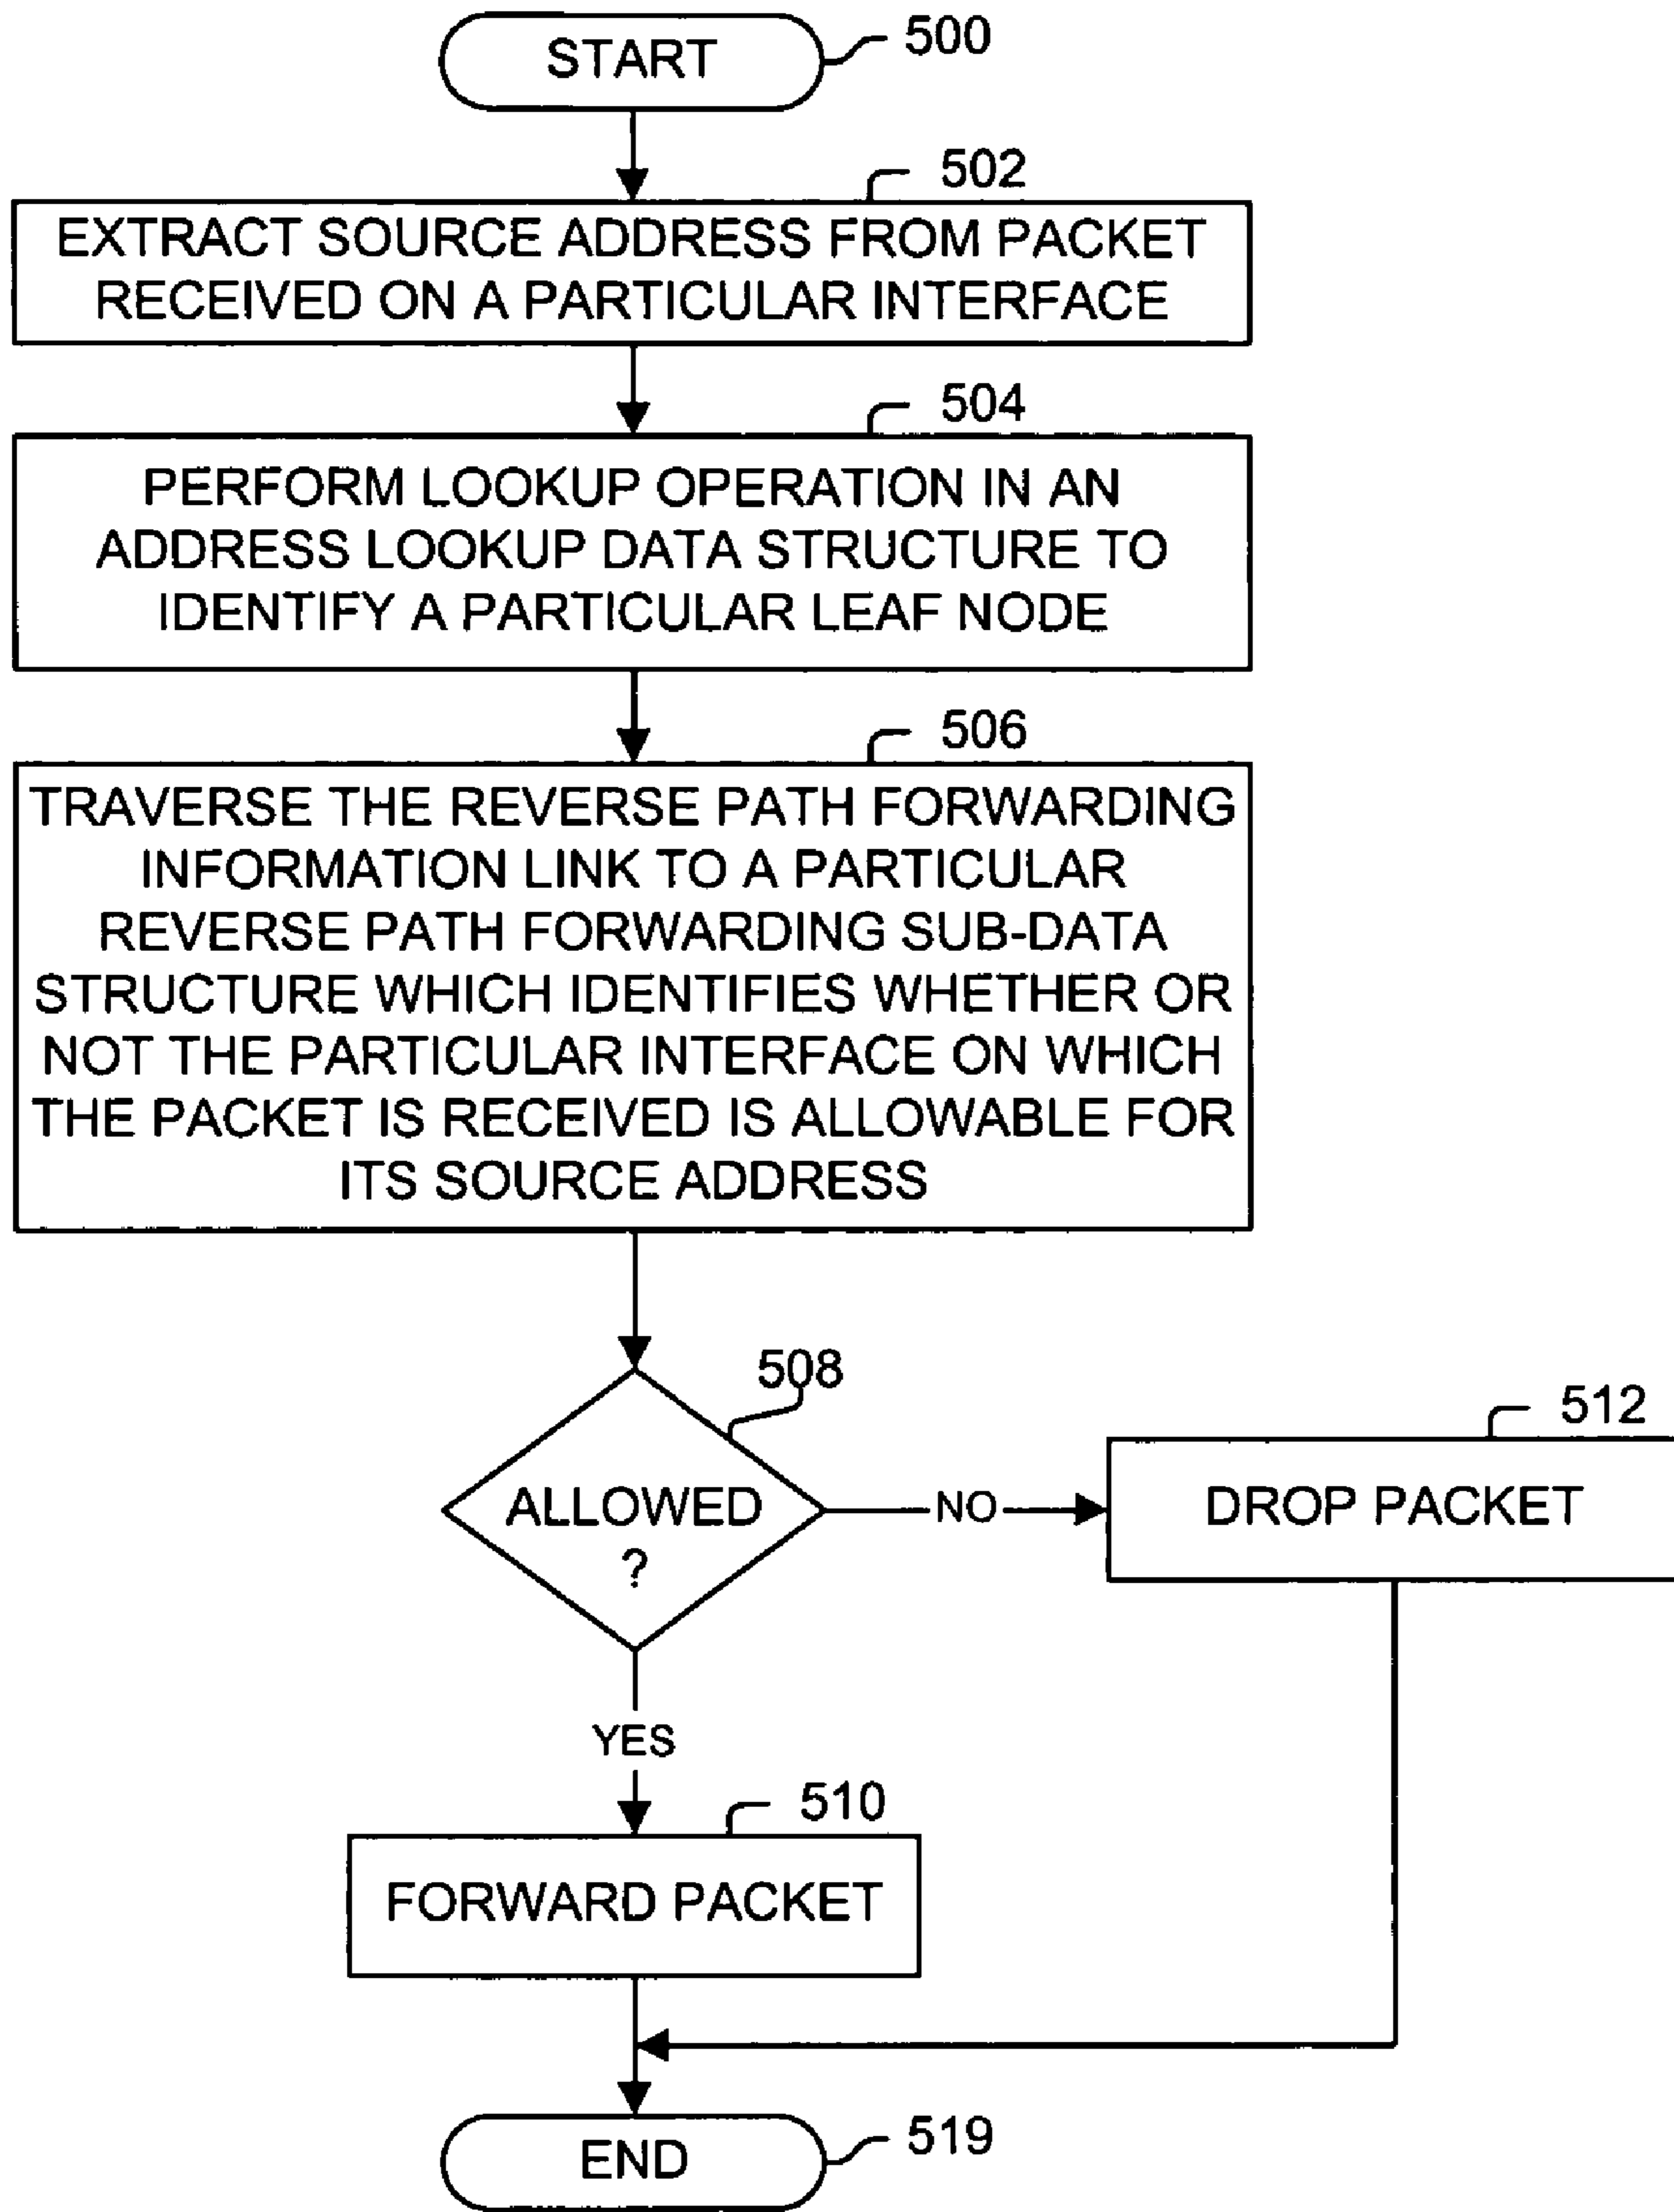 START
500
502
EXTRACT SOURCE ADDRESS FROM PACKET
RECEIVED ON A PARTICULAR INTERFACE
504
PERFORM LOOKUP OPERATION IN AN
ADDRESS LOOKUP DATA STRUCTURE TO
IDENTIFY A PARTICULAR LEAF NODE
506
TRAVERSE THE REVERSE PATH FORWARDING
INFORMATION LINK TO A PARTICULAR
REVERSE PATH FORWARDING SUB-DATA
STRUCTURE WHICH IDENTIFIES WHETHER OR
NOT THE PARTICULAR INTERFACE ON WHICH
THE PACKET IS RECEIVED IS ALLOWABLE FOR
ITS SOURCE ADDRESS
508
ALLOWED
?
NO
512
DROP PACKET
YES
510
FORWARD PACKET
END
519